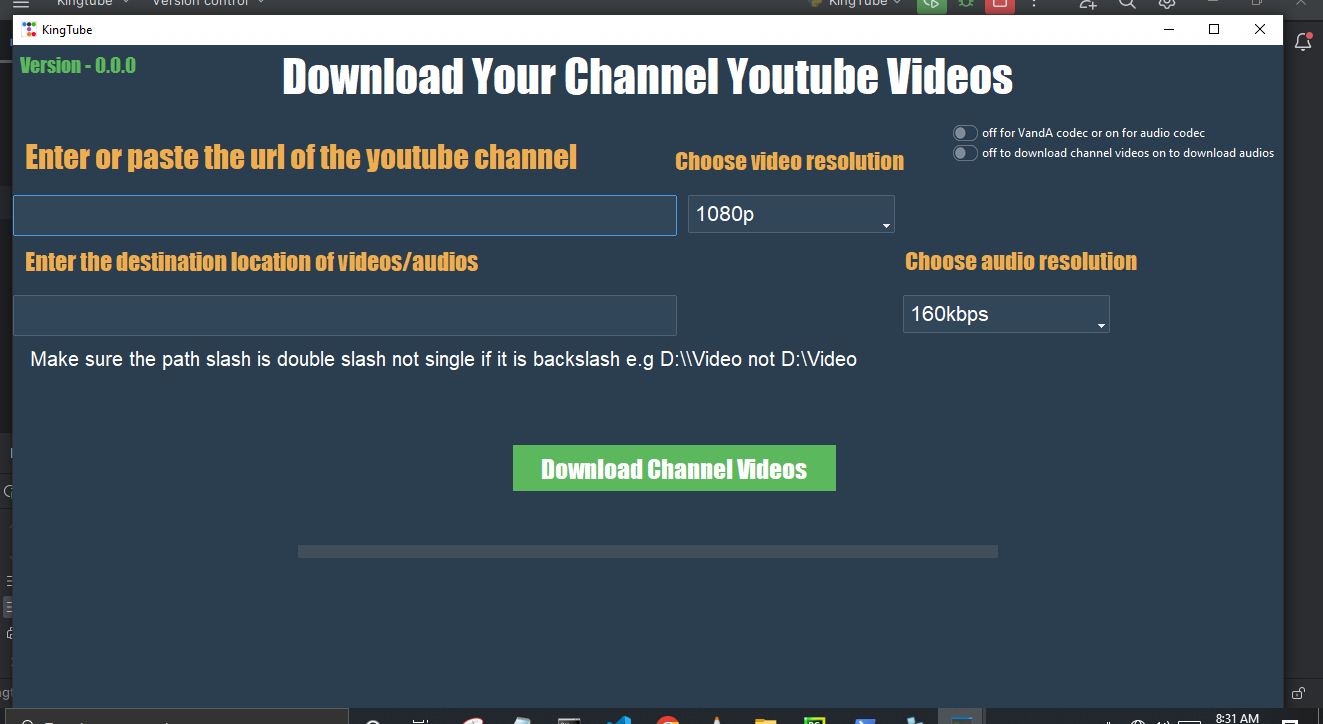 Kingtube
Version control
KingTube
KingTube
Version - 0.0.0
Download Your Channel Youtube Videos
off for VandA codec or on for audio codec
Enter or paste the url of the youtube channel
Choose video resolution
off to download channel videos on to download audios
1080p
Enter the destination location of videos/audios
Choose audio resolution
160kbps
Make sure the path slash is double slash not single if it is backslash e.g D:\\Video not D:\Video
Download Channel Videos
8:31 AM